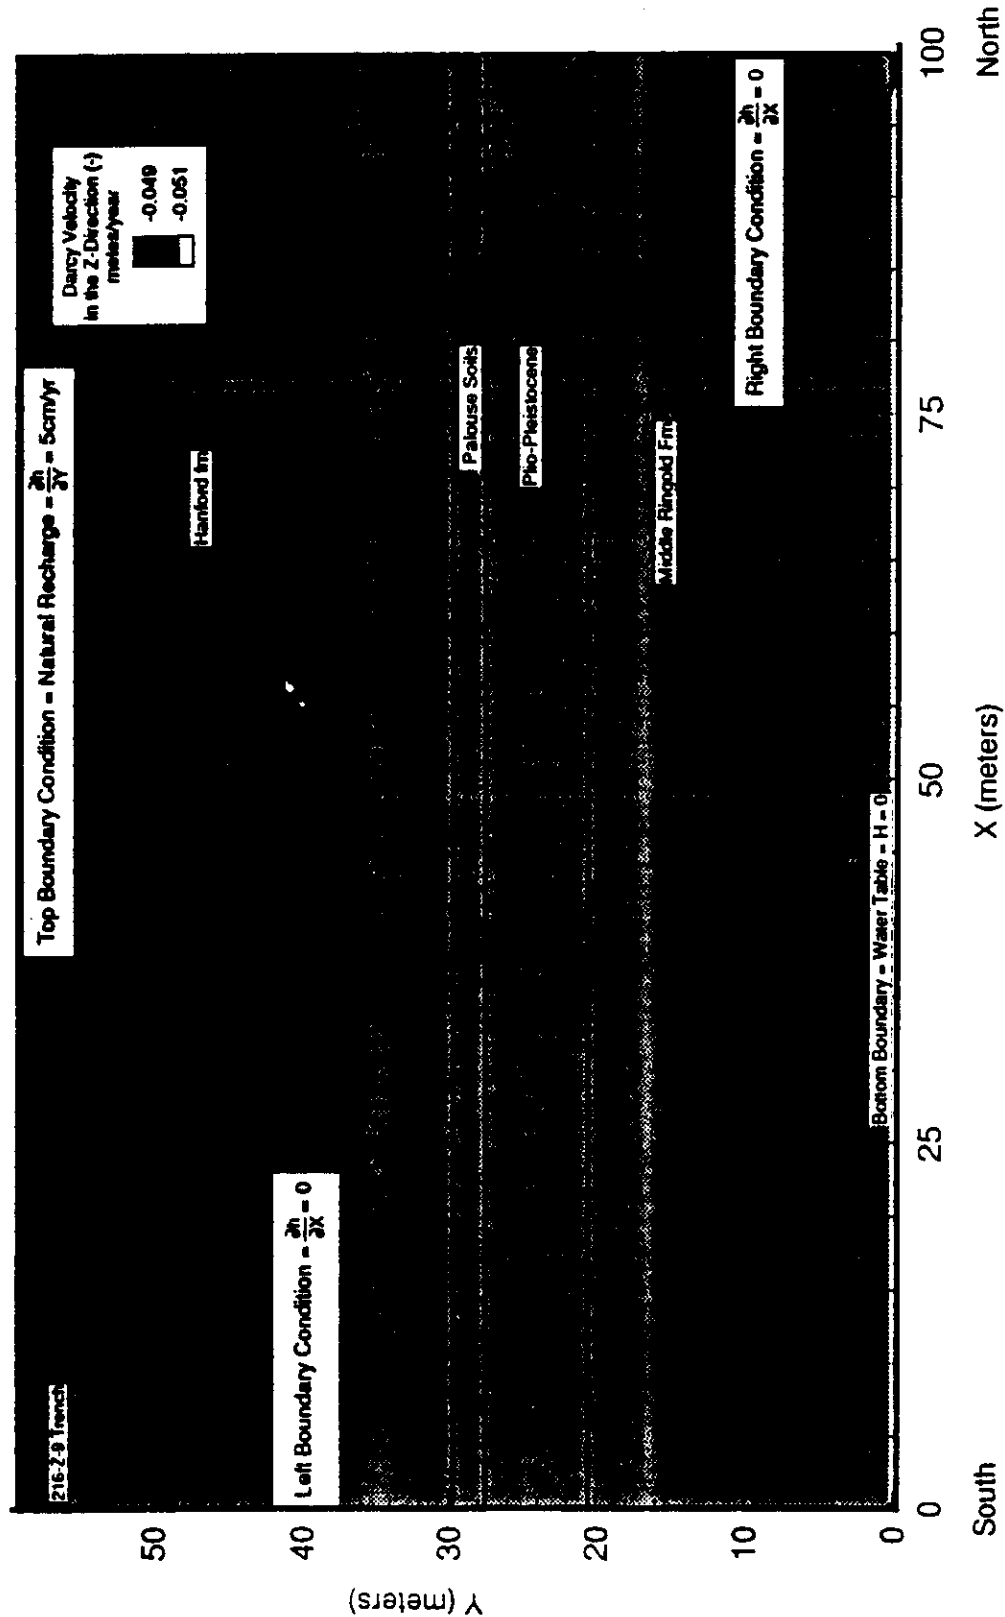 Top Boundary Condition = Natural Recharge = ∂h/∂Y = 5cm/yr
Darcy Velocity
in the Z-Direction (-)
meters/year
-0.049
-0.051
216-Z-9 Trench
Hanford fm
Left Boundary Condition = ∂h/∂X = 0
Palouse Soils
Plio-Pleistocene
Middle Ringold Fm
Right Boundary Condition = ∂h/∂X = 0
Bottom Boundary = Water Table = H = 0
Y (meters)
50
40
30
20
10
0
0
25
50
75
100
South
X (meters)
North